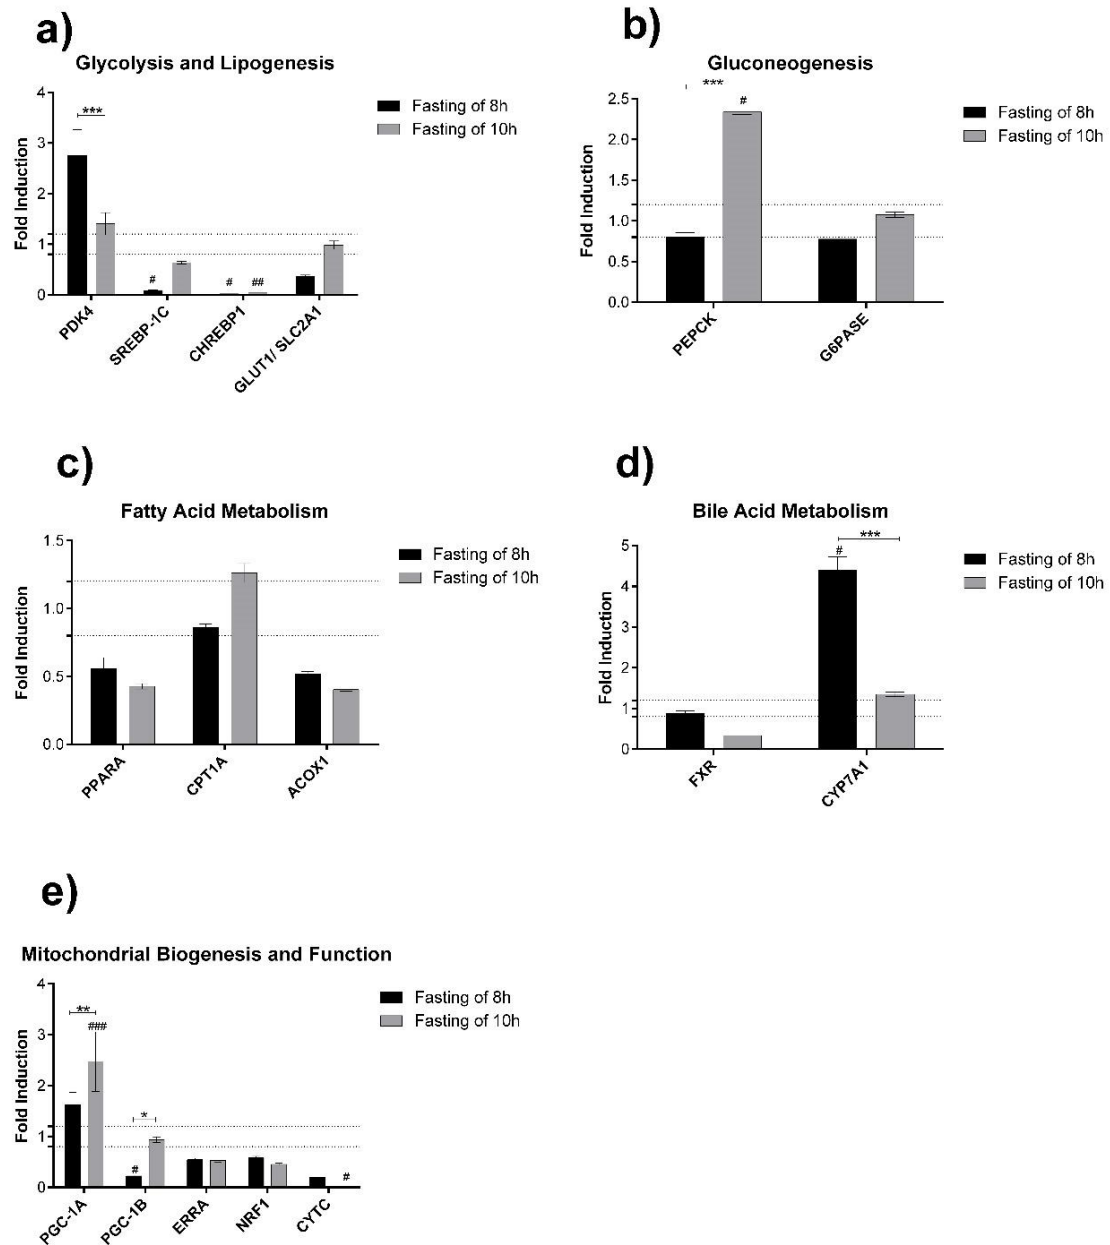 a)
Glycolysis and Lipogenesis
4
3
2
1
0
Fold Induction
***
#
#
##
PDK4
SREBP-1C
CHREBP1
GLUT1/ SLC2A1
Fasting of 8h
Fasting of 10h
b)
Gluconeogenesis
2.5
2.0
1.5
1.0
0.5
0.0
Fold Induction
***
#
PEPCK
G6PASE
Fasting of 8h
Fasting of 10h
c)
Fatty Acid Metabolism
1.5
1.0
0.5
0.0
Fold Induction
PPARA
CPT1A
ACOX1
Fasting of 8h
Fasting of 10h
d)
Bile Acid Metabolism
5
4
3
2
1
0
Fold Induction
#
***
FXR
CYP7A1
Fasting of 8h
Fasting of 10h
e)
Mitochondrial Biogenesis and Function
4
3
2
1
0
Fold Induction
**
###
#
*
#
PGC-1A
PGC-1B
ERRA
NRF1
CYTC
Fasting of 8h
Fasting of 10h